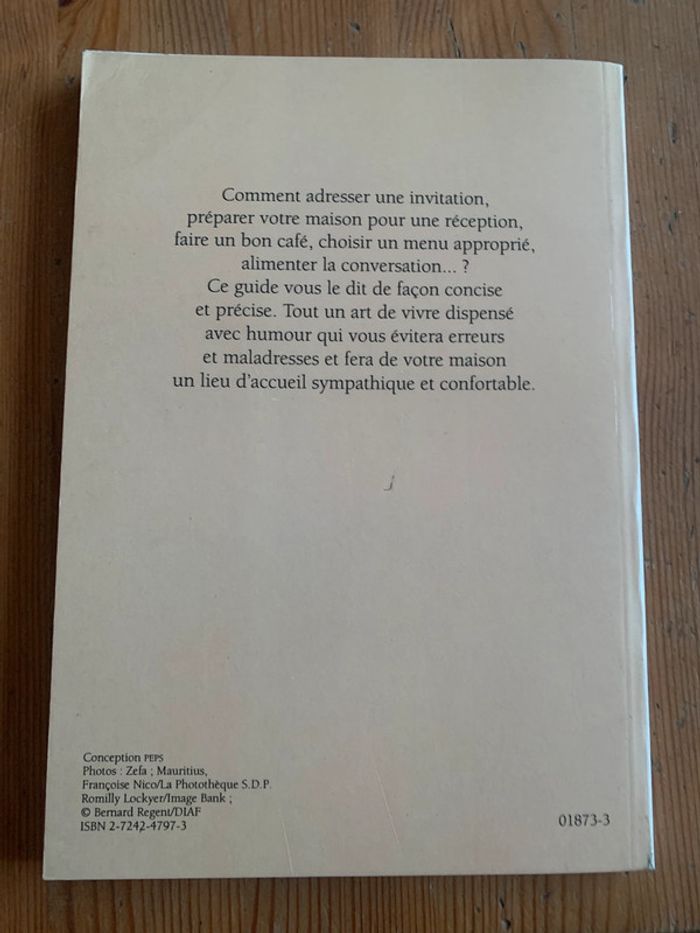 Comment adresser une invitation,
préparer votre maison pour une réception,
faire un bon café, choisir un menu approprié,
alimenter la conversation... ?
Ce guide vous le dit de façon concise
et précise. Tout un art de vivre dispensé
avec humour qui vous évitera erreurs
et maladresses et fera de votre maison
un lieu d'accueil sympathique et confortable.
Conception PEPS
Photos : Zefa ; Mauritius,
Françoise Nico/La Photothèque S.D.P.
Romilly Lockyer/Image Bank ;
© Bernard Regent/DIAF
ISBN 2-7242-4797-3
01873-3